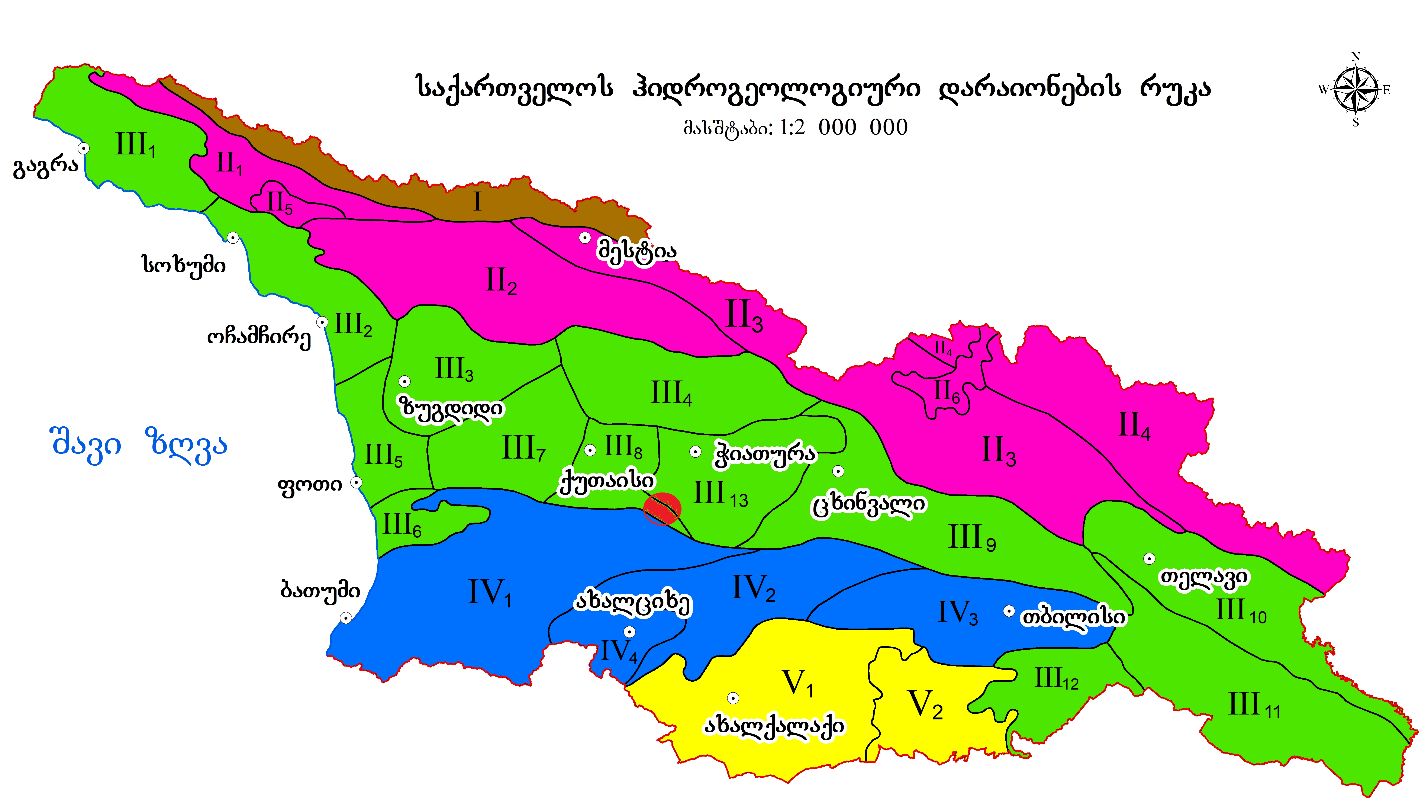 საქართველოს ჰიდროგეოლოგიური დარაიონების რუკა
მასშტაბი: 1:2 000 000
N
W E
S
III₁
გაგრა
II₁
II₅
I
სოხუმი
მესტია
II₂
II₃
ოჩამჩირე
III₂
II₄
III₃
ზუგდიდი
III₄
II₆
II₄
შავი ზღვა
III₅
III₇
III₈
ჭიათურა
II₃
ფოთი
ქუთაისი
III₁₃
ცხინვალი
III₆
III₉
ბათუმი
IV₁
ახალციხე
IV₂
თელავი
IV₃
თბილისი
III₁₀
IV₄
V₁
III₁₂
V₂
III₁₁
ახალქალაქი